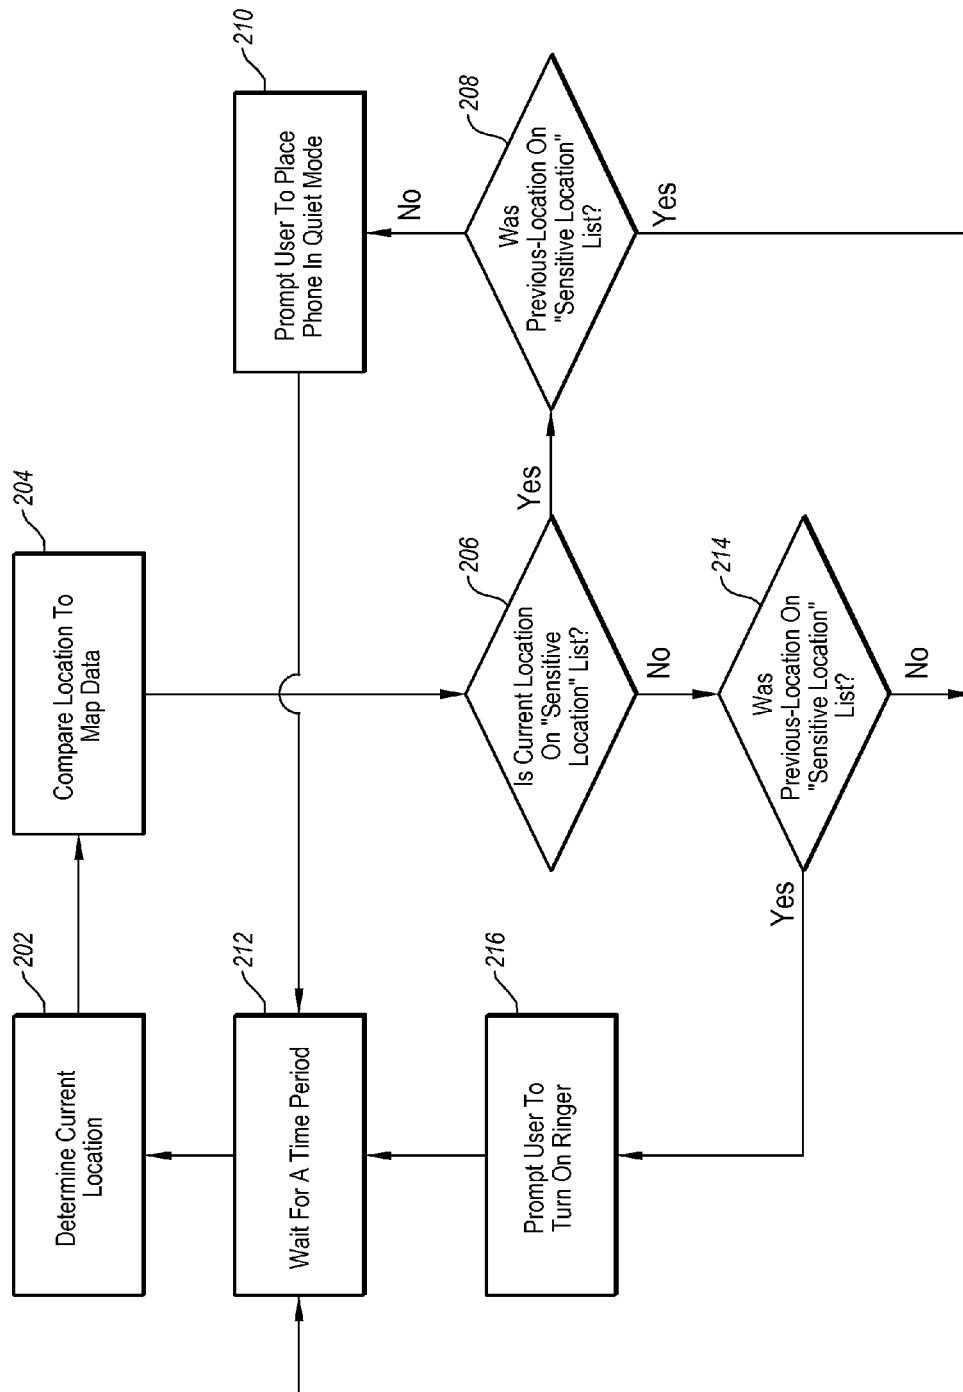 202
Determine Current
Location
204
Compare Location To
Map Data
212
Wait For A Time Period
210
Prompt User To Place
Phone In Quiet Mode
216
Prompt User To
Turn On Ringer
206
Is Current Location
On "Sensitive
Location" List?
Yes
No
208
Was
Previous-Location On
"Sensitive Location"
List?
No
Yes
214
Was
Previous-Location On
"Sensitive Location"
List?
Yes
No